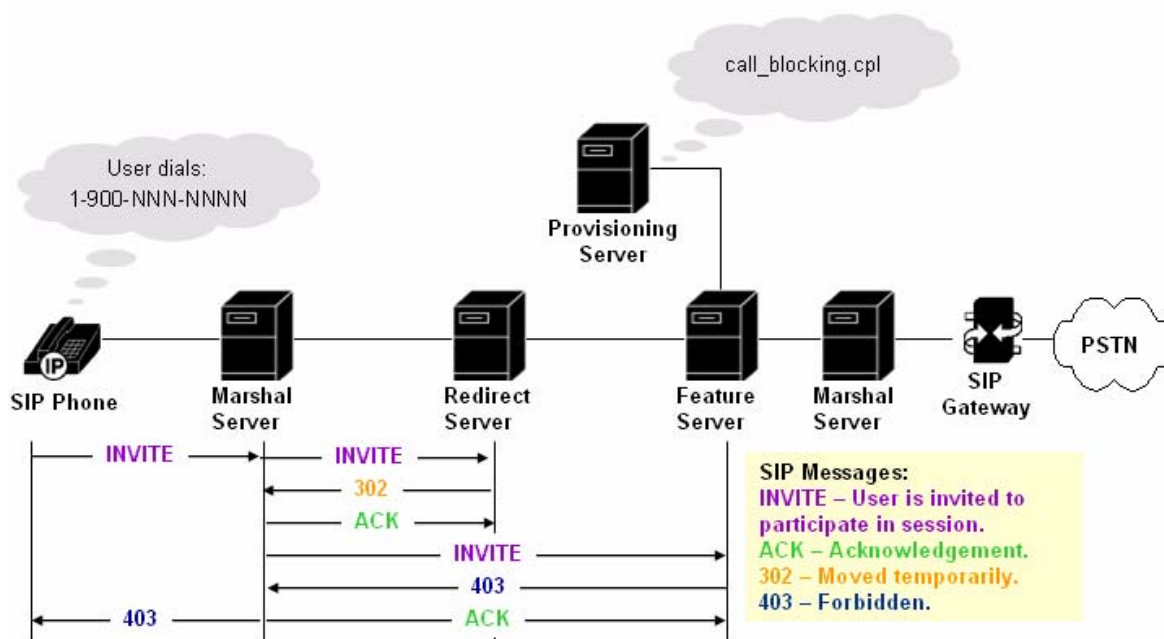 call_blocking.cpl
User dials:
1-900-NNN-NNNN
Provisioning
Server
IP
SIP Phone
Marshal
Server
Redirect
Server
Feature
Server
Marshal
Server
SIP
Gateway
PSTN
INVITE
INVITE
302
ACK
INVITE
403
403
ACK
SIP Messages:
INVITE – User is invited to
participate in session.
ACK – Acknowledgement.
302 – Moved temporarily.
403 – Forbidden.